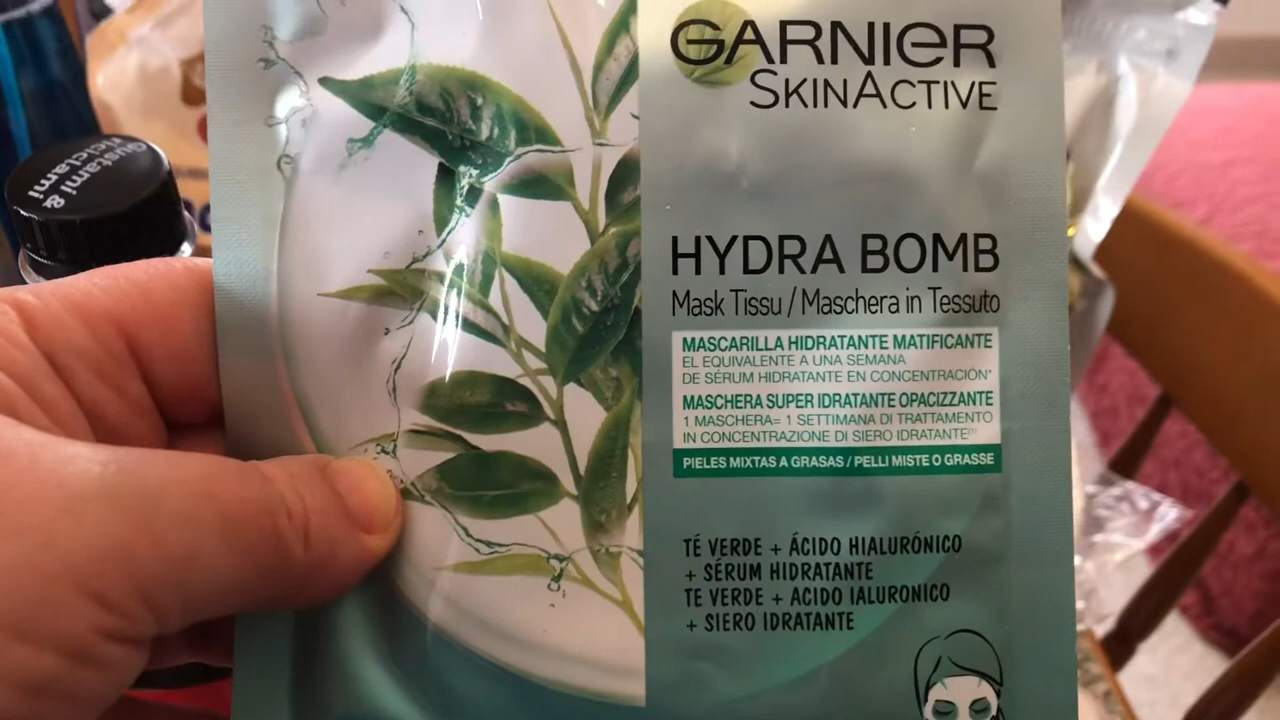 Gustami &
riciclami
GARNIER
SKINACTIVE
HYDRA BOMB
Mask Tissu / Maschera in Tessuto
MASCARILLA HIDRATANTE MATIFICANTE
EL EQUIVALENTE A UNA SEMANA
DE SÉRUM HIDRATANTE EN CONCENTRACIÓN*
MASCHERA SUPER IDRATANTE OPACIZZANTE
1 MASCHERA= 1 SETTIMANA DI TRATTAMENTO
IN CONCENTRAZIONE DI SIERO IDRATANTE
PIELES MIXTAS A GRASAS / PELLI MISTE O GRASSE
TÉ VERDE + ÁCIDO HIALURÓNICO
+ SÉRUM HIDRATANTE
TE VERDE + ACIDO IALURONICO
+ SIERO IDRATANTE